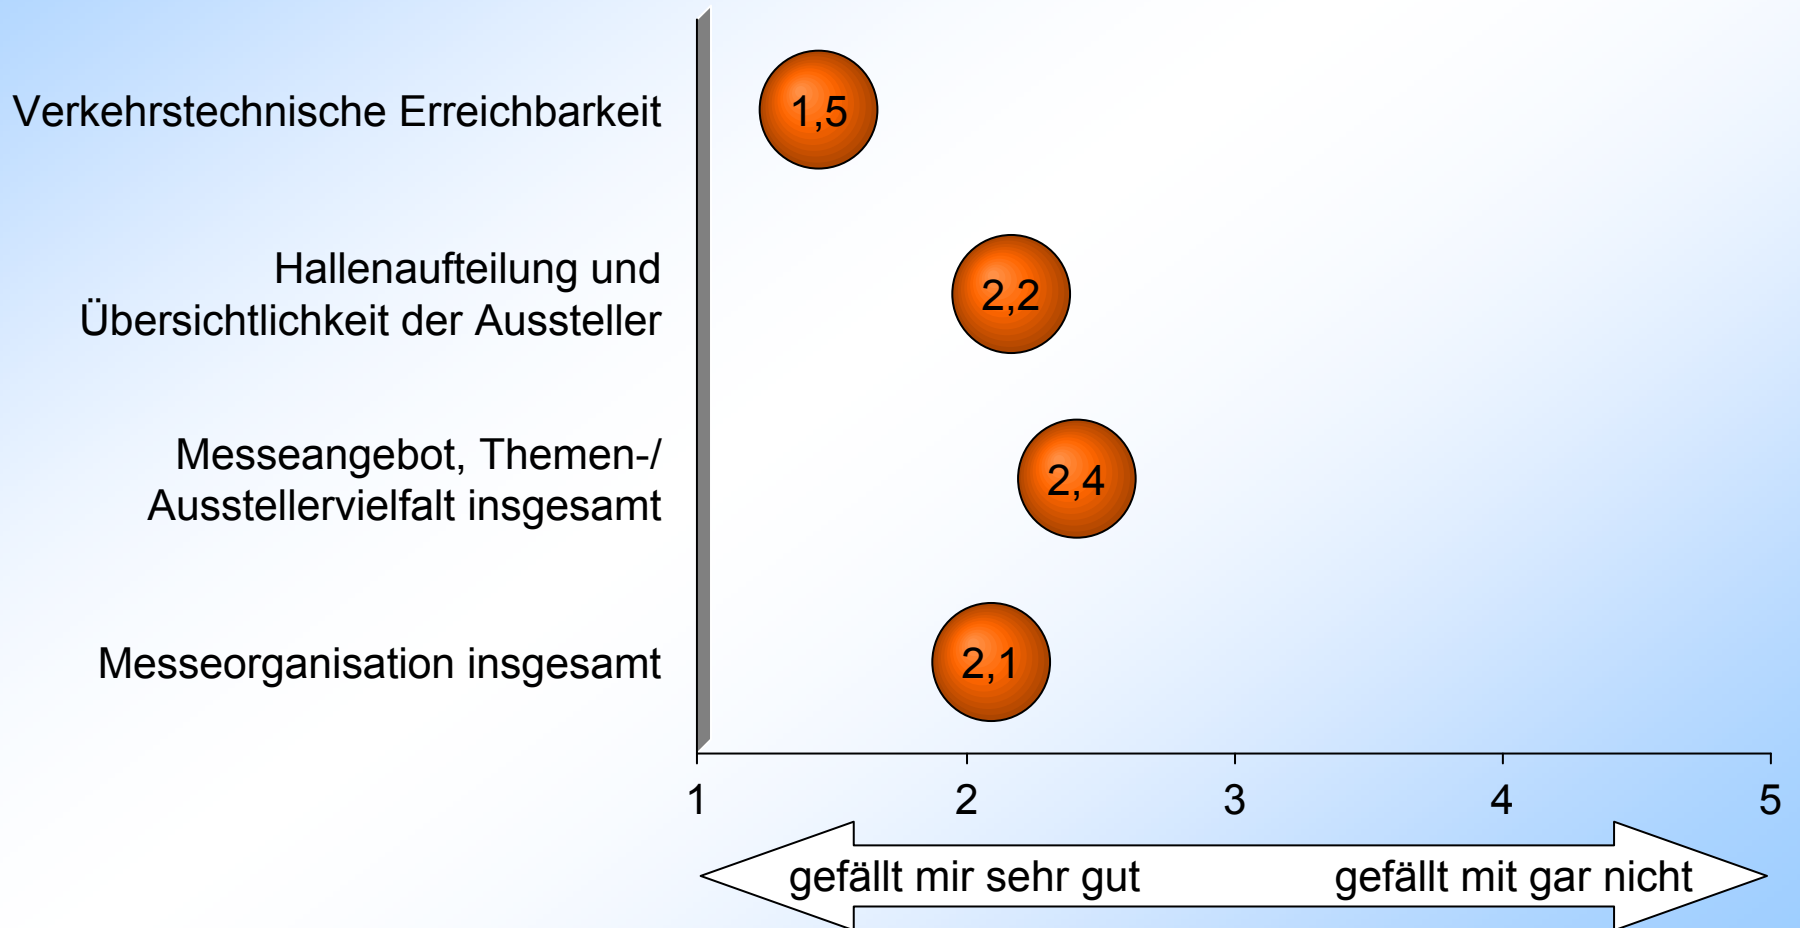 Verkehrstechnische Erreichbarkeit
1,5
Hallenaufteilung und
Übersichtlichkeit der Aussteller
2,2
Messeangebot, Themen-/
Ausstellervielfalt insgesamt
2,4
Messeorganisation insgesamt
2,1
1 2 3 4 5
gefällt mir sehr gut gefällt mit gar nicht